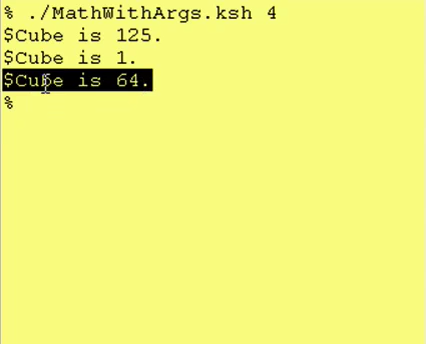 % ./MathWithArgs.ksh 4
$Cube is 125.
$Cube is 1.
$Cube is 64.
%